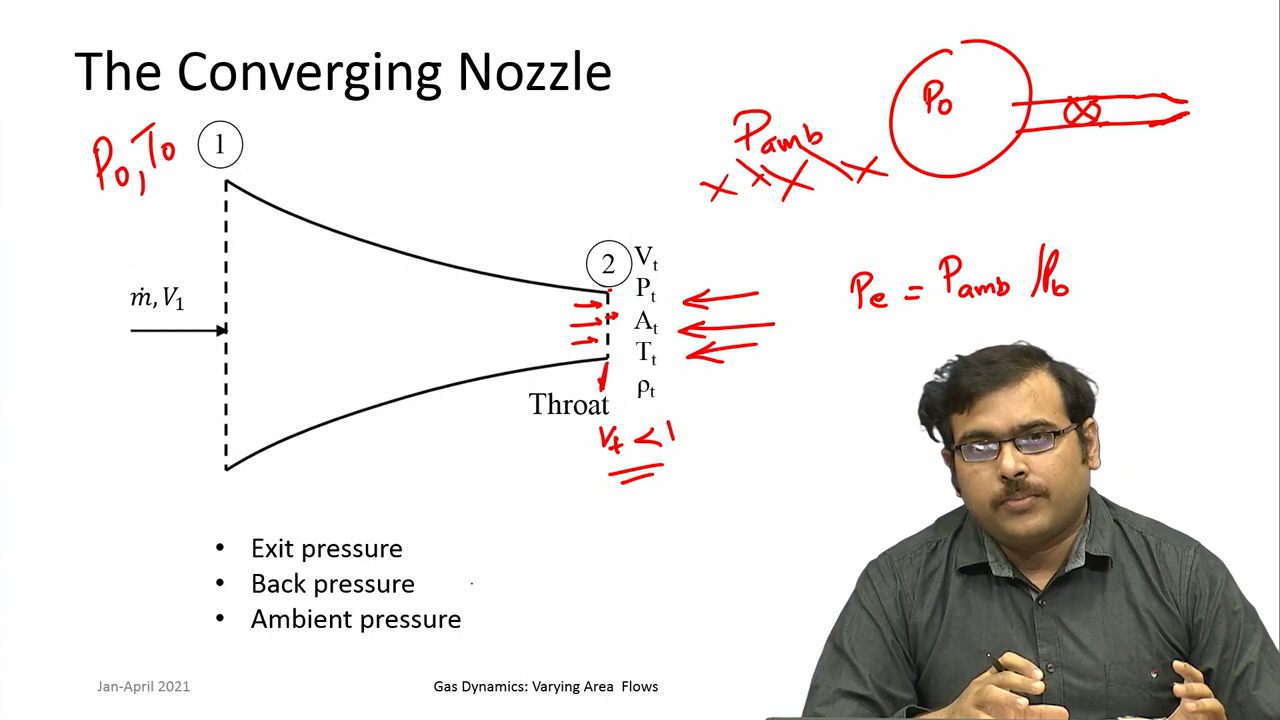 The Converging Nozzle
P₀, T₀
1
P₀
Pamb
ṁ, V₁
2
Vₜ
Pₜ
Aₜ
Tₜ
ρₜ
Pₑ = Pamb / Pb
Throat
Vₜ < 1
• Exit pressure
• Back pressure
• Ambient pressure
Jan-April 2021
Gas Dynamics: Varying Area Flows